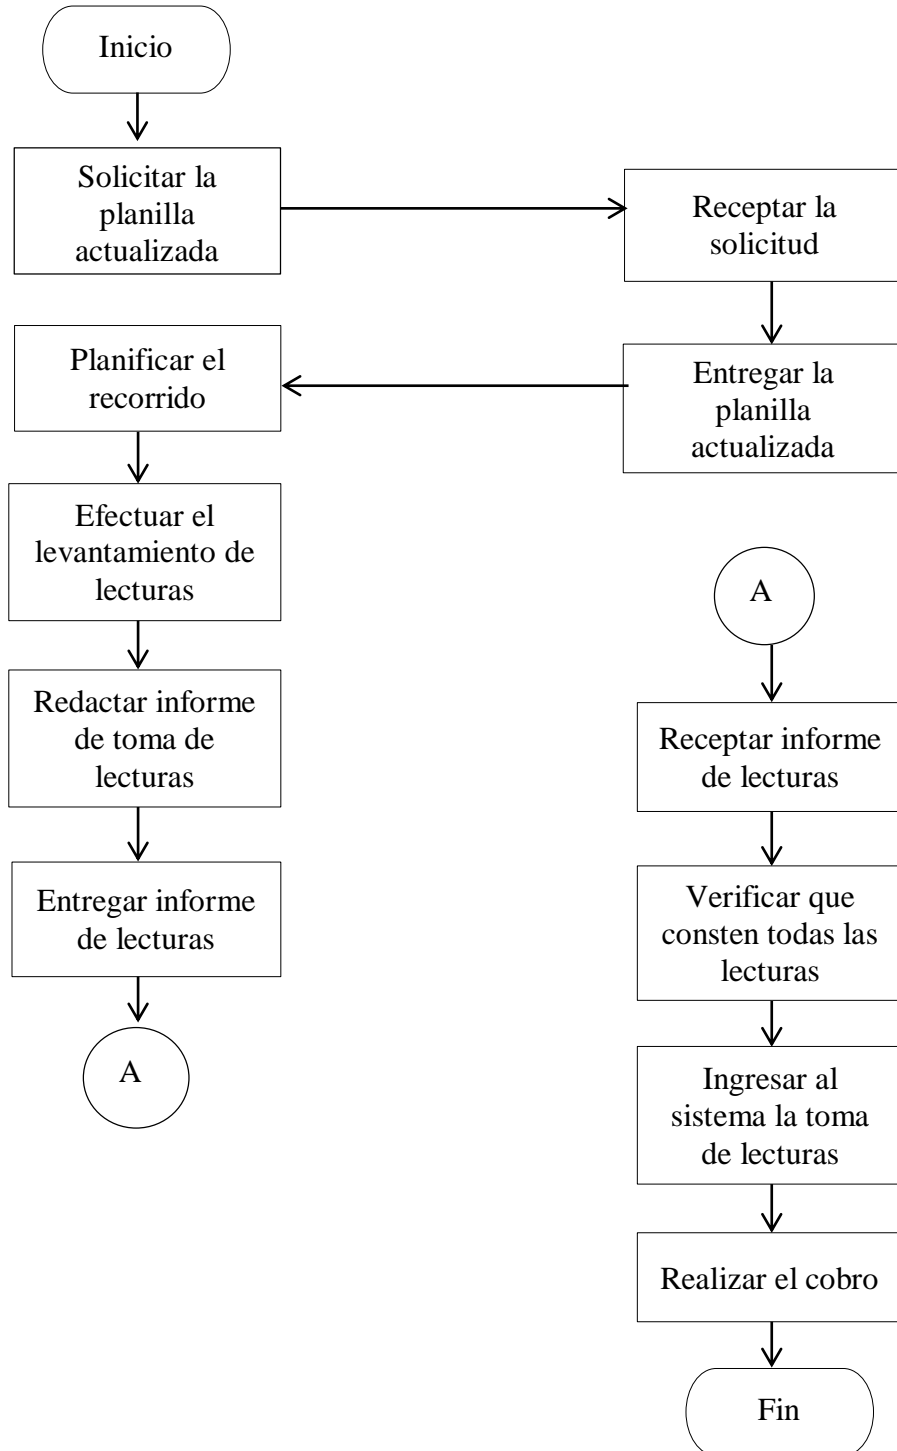 Inicio
Solicitar la
planilla
actualizada
Receptar la
solicitud
Entregar la
planilla
actualizada
Planificar el
recorrido
Efectuar el
levantamiento de
lecturas
Redactar informe
de toma de
lecturas
Entregar informe
de lecturas
A
A
Receptar informe
de lecturas
Verificar que
consten todas las
lecturas
Ingresar al
sistema la toma
de lecturas
Realizar el cobro
Fin